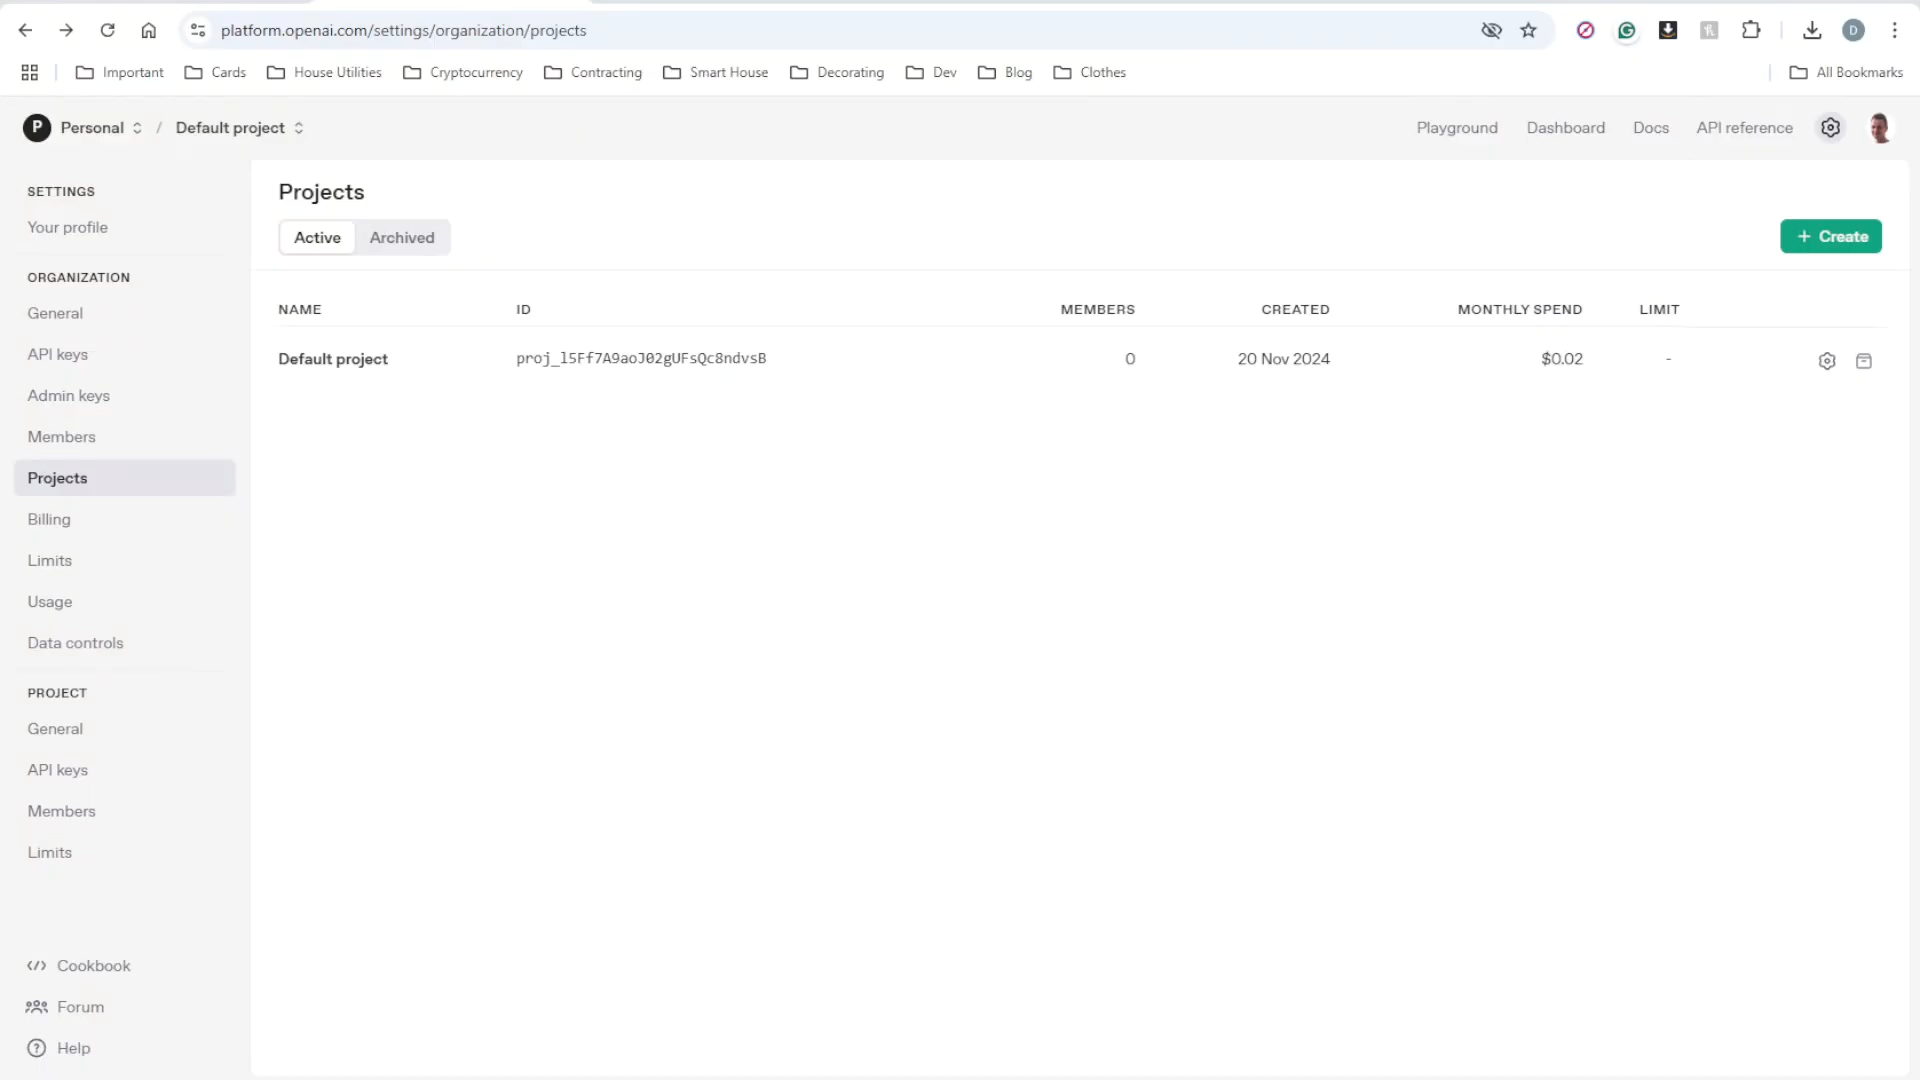 platform.openai.com/settings/organization/projects
D
Important Cards House Utilities Cryptocurrency Contracting Smart House Decorating Dev Blog Clothes All Bookmarks
P Personal / Default project Playground Dashboard Docs API reference
SETTINGS
Your profile
ORGANIZATION
General
API keys
Admin keys
Members
Projects
Billing
Limits
Usage
Data controls
PROJECT
General
API keys
Members
Limits
Cookbook
Forum
Help
Projects
Active Archived
+ Create
NAME ID MEMBERS CREATED MONTHLY SPEND LIMIT
Default project proj_l5Ff7A9aoJ02gUFsQc8ndvsB 0 20 Nov 2024 $0.02 -